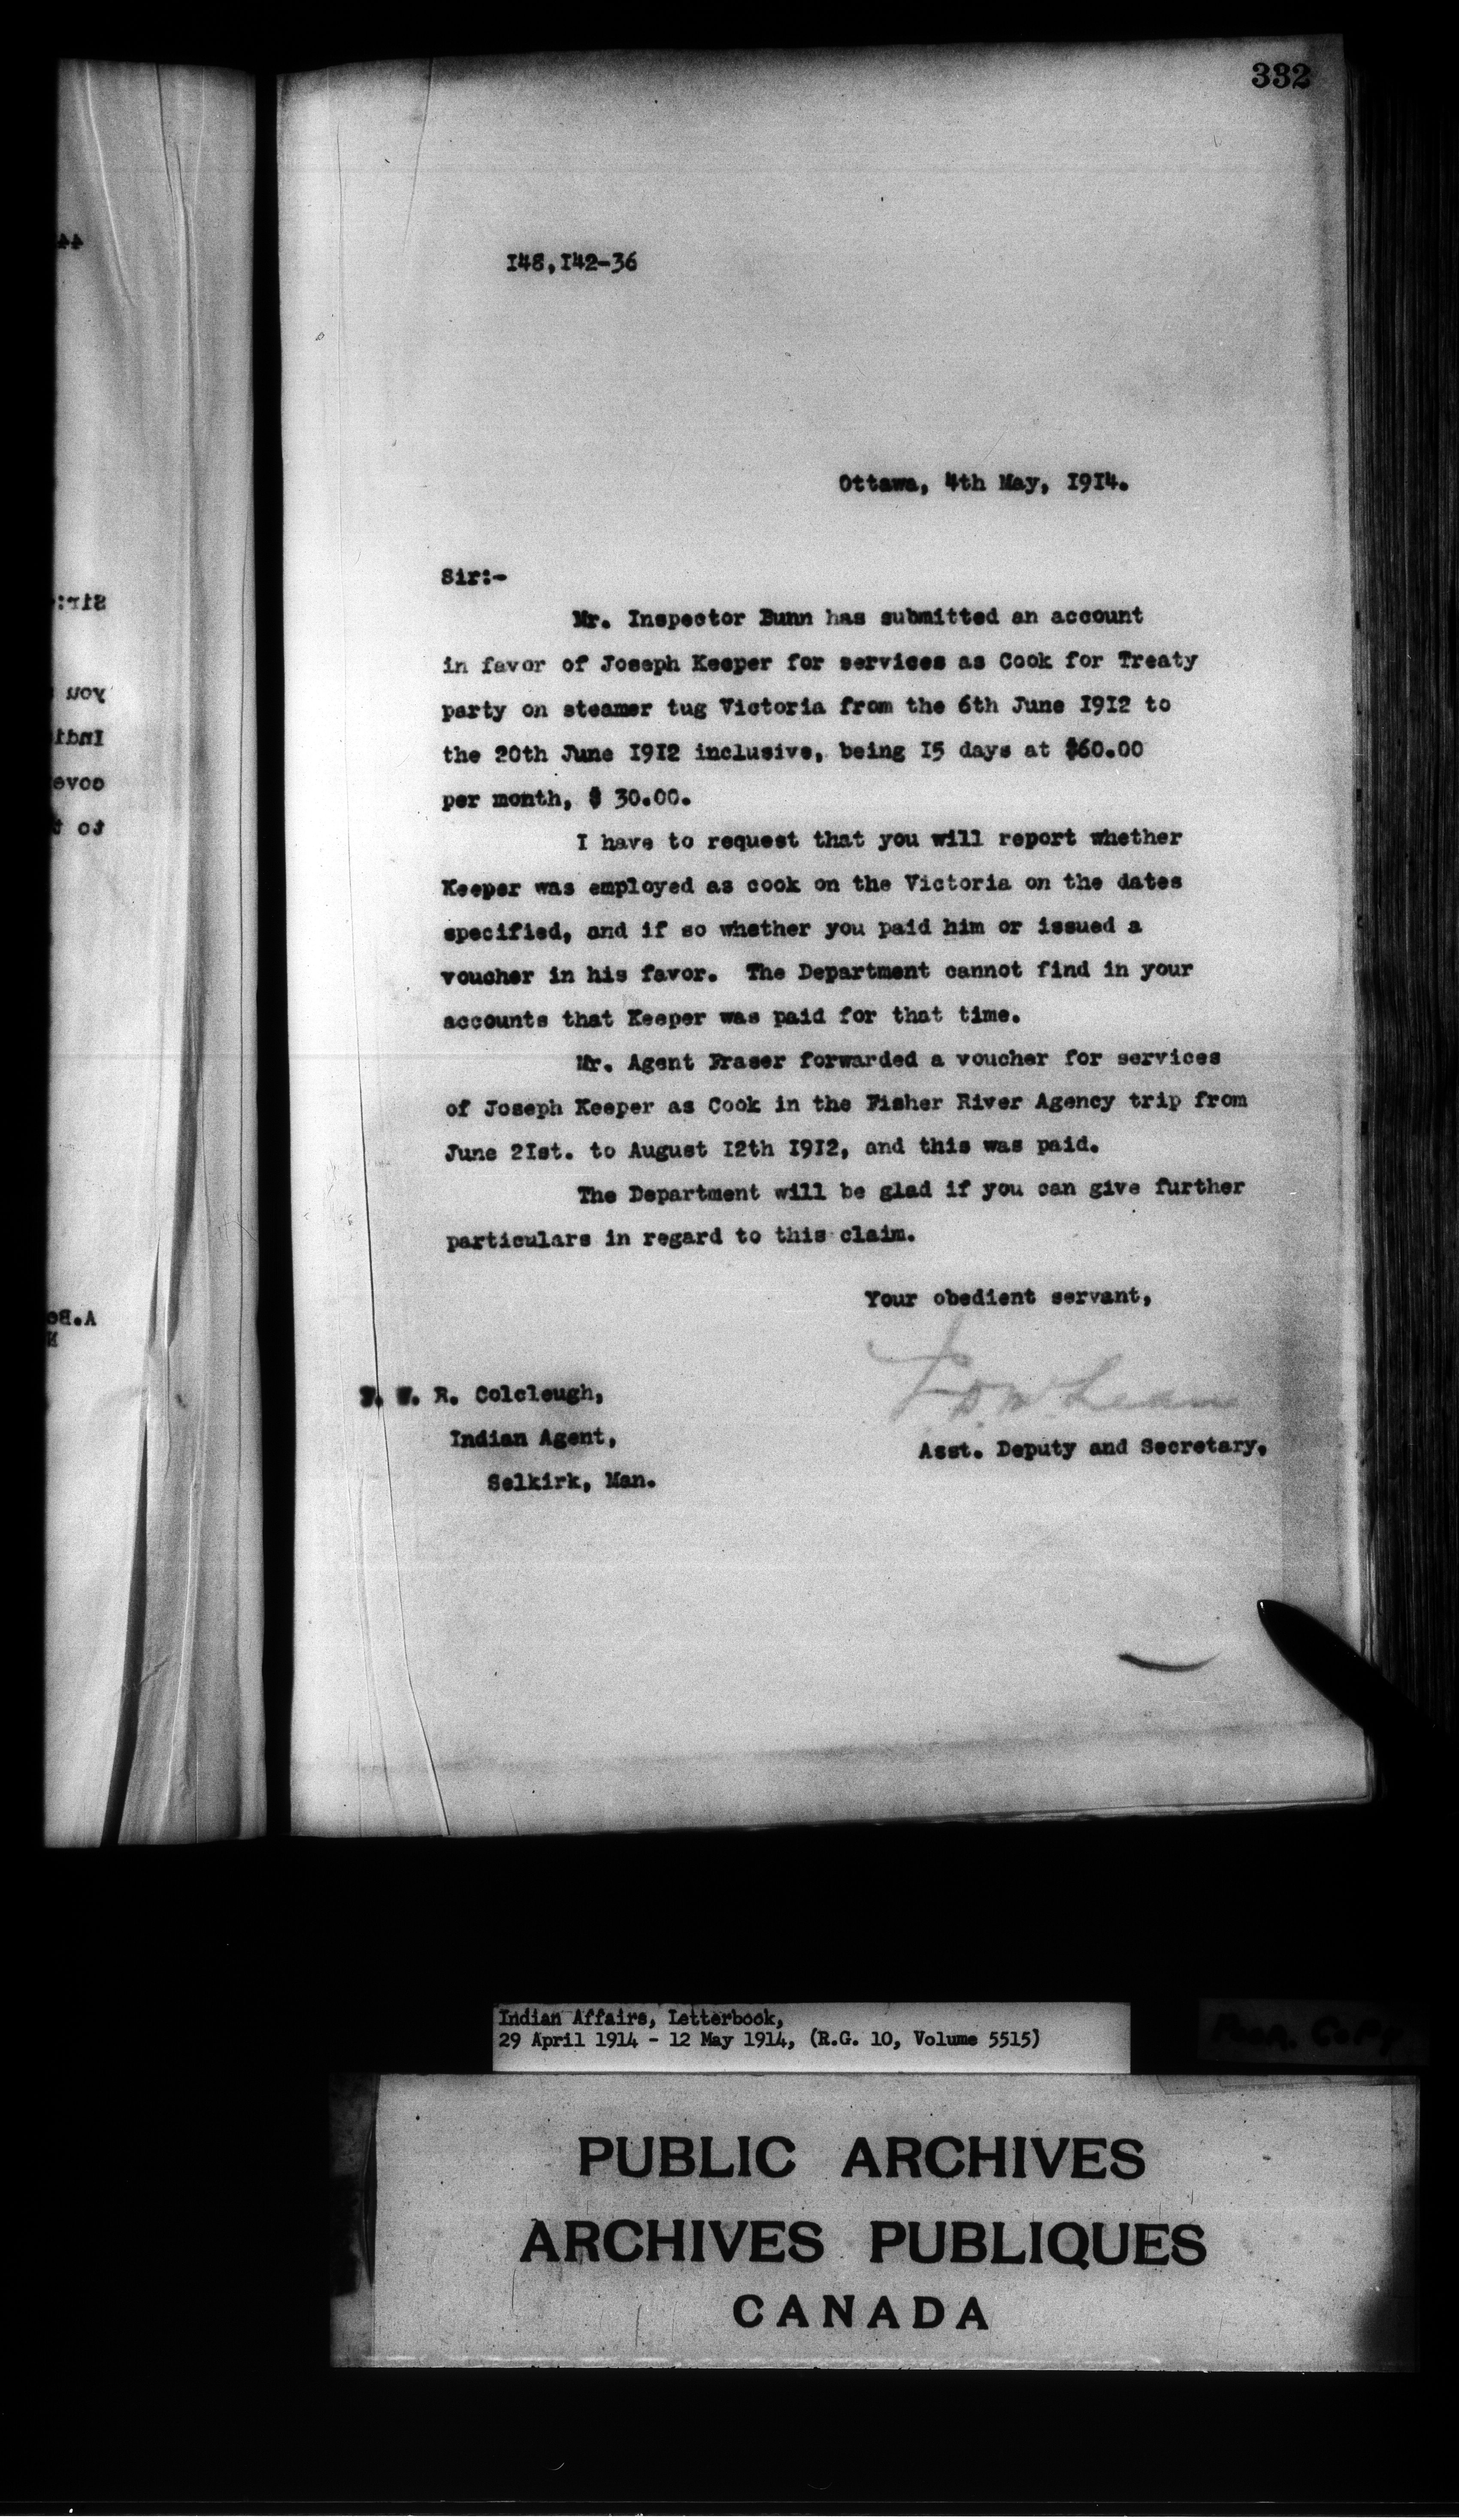 332
148,142-36
Ottawa, 4th May, 1914.
Sir:-
Mr. Inspector Bunn has submitted an account
in favor of Joseph Keeper for services as Cook for Treaty
party on steamer tug Victoria from the 6th June 1912 to
the 20th June 1912 inclusive, being 15 days at $60.00
per month, $ 30.00.
I have to request that you will report whether
Keeper was employed as cook on the Victoria on the dates
specified, and if so whether you paid him or issued a
voucher in his favor. The Department cannot find in your
accounts that Keeper was paid for that time.
Mr. Agent Fraser forwarded a voucher for services
of Joseph Keeper as Cook in the Fisher River Agency trip from
June 21st. to August 12th 1912, and this was paid.
The Department will be glad if you can give further
particulars in regard to this claim.
Your obedient servant,
R. Colcleugh,
Indian Agent,
Selkirk, Man.
Asst. Deputy and Secretary.
Indian Affairs, Letterbook,
29 April 1914 - 12 May 1914, (R.G. 10, Volume 5515)
PUBLIC ARCHIVES
ARCHIVES PUBLIQUES
CANADA